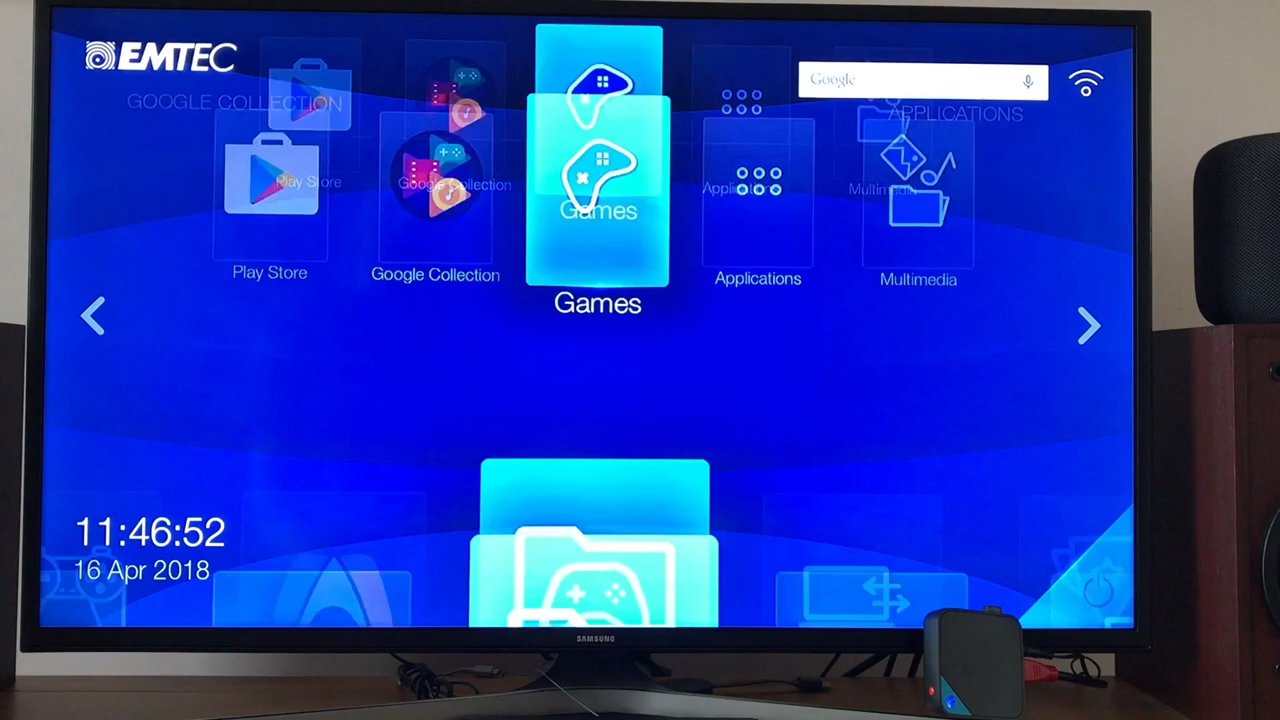 EMTEC
Google
GOOGLE COLLECTION
APPLICATIONS
Play Store
Google Collection
Games
Applications
Multimedia
Play Store
Google Collection
Games
Applications
Multimedia
11:46:52
16 Apr 2018
SAMSUNG